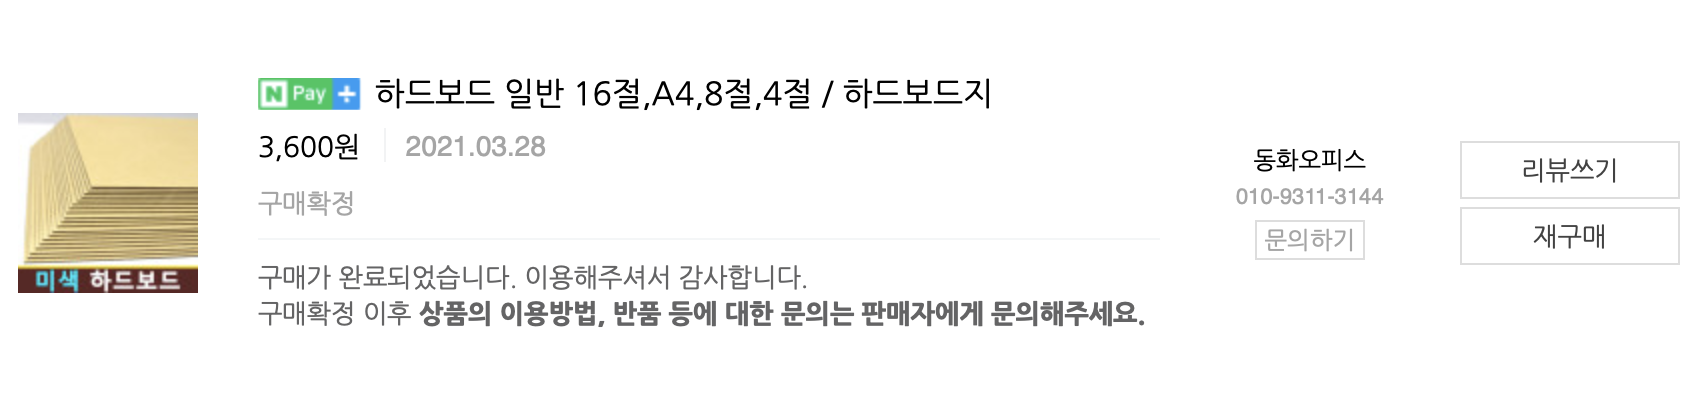 미색 하드보드
N Pay + 하드보드 일반 16절,A4,8절,4절 / 하드보드지
3,600원 2021.03.28
구매확정
구매가 완료되었습니다. 이용해주셔서 감사합니다.
구매확정 이후 상품의 이용방법, 반품 등에 대한 문의는 판매자에게 문의해주세요.
동화오피스
010-9311-3144
문의하기
리뷰쓰기
재구매